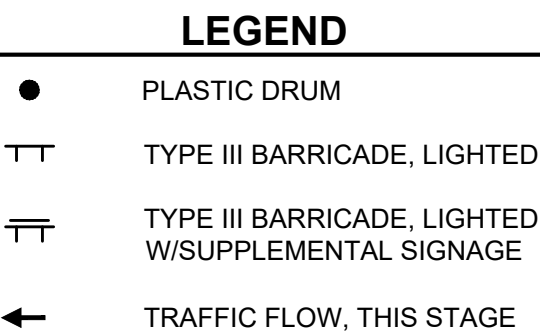 LEGEND
PLASTIC DRUM
TYPE III BARRICADE, LIGHTED
TYPE III BARRICADE, LIGHTED
W/SUPPLEMENTAL SIGNAGE
TRAFFIC FLOW, THIS STAGE